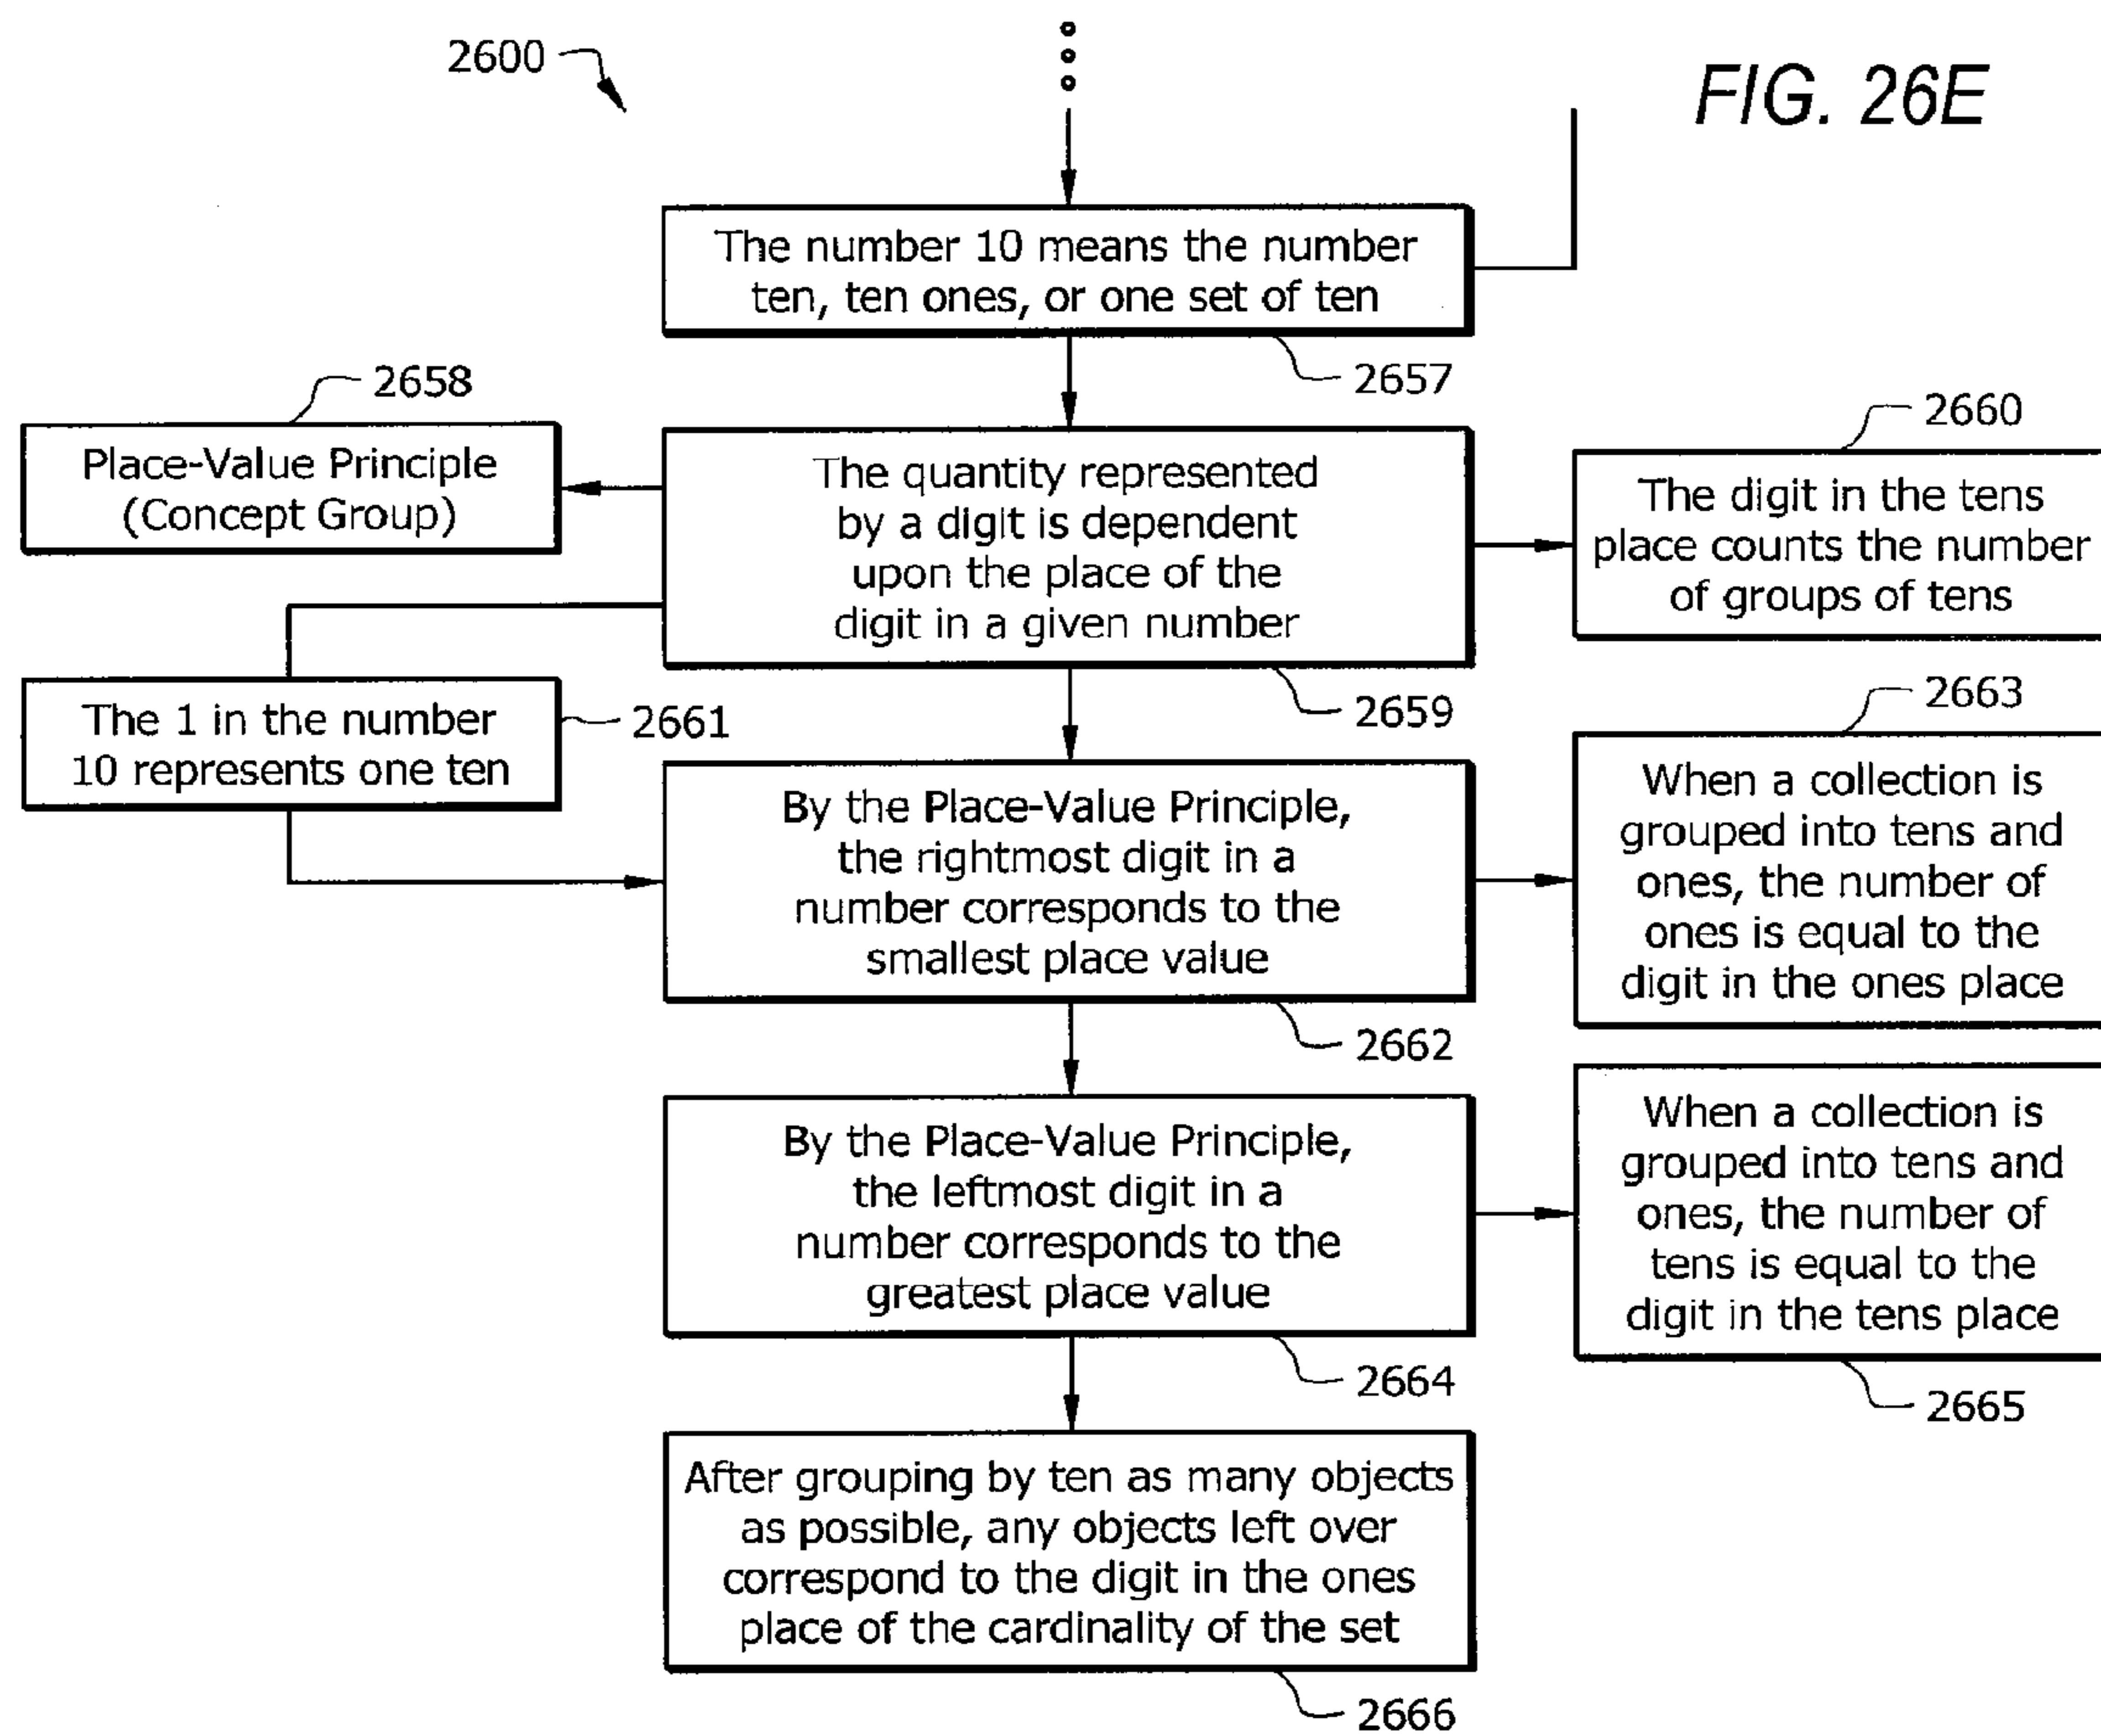 2600
FIG. 26E
The number 10 means the number
ten, ten ones, or one set of ten
2657
2658
Place-Value Principle
(Concept Group)
The quantity represented
by a digit is dependent
upon the place of the
digit in a given number
2659
2660
The digit in the tens
place counts the number
of groups of tens
The 1 in the number
10 represents one ten
2661
By the Place-Value Principle,
the rightmost digit in a
number corresponds to the
smallest place value
2662
2663
When a collection is
grouped into tens and
ones, the number of
ones is equal to the
digit in the ones place
By the Place-Value Principle,
the leftmost digit in a
number corresponds to the
greatest place value
2664
When a collection is
grouped into tens and
ones, the number of
tens is equal to the
digit in the tens place
2665
After grouping by ten as many objects
as possible, any objects left over
correspond to the digit in the ones
place of the cardinality of the set
2666